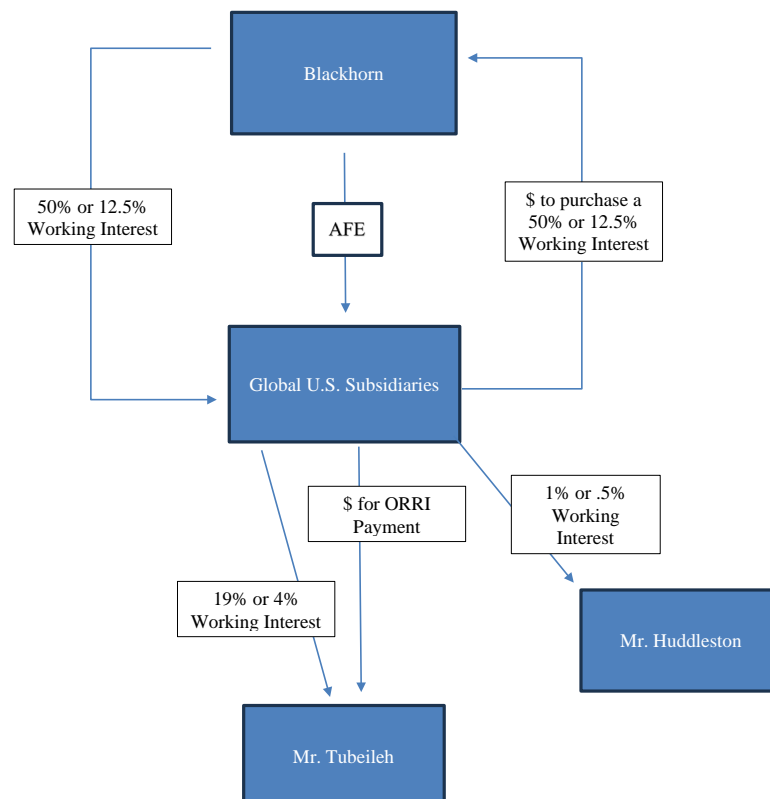 Blackhorn
50% or 12.5%
Working Interest
AFE
$ to purchase a
50% or 12.5%
Working Interest
Global U.S. Subsidiaries
$ for ORRI
Payment
1% or .5%
Working
Interest
19% or 4%
Working Interest
Mr. Huddleston
Mr. Tubeileh